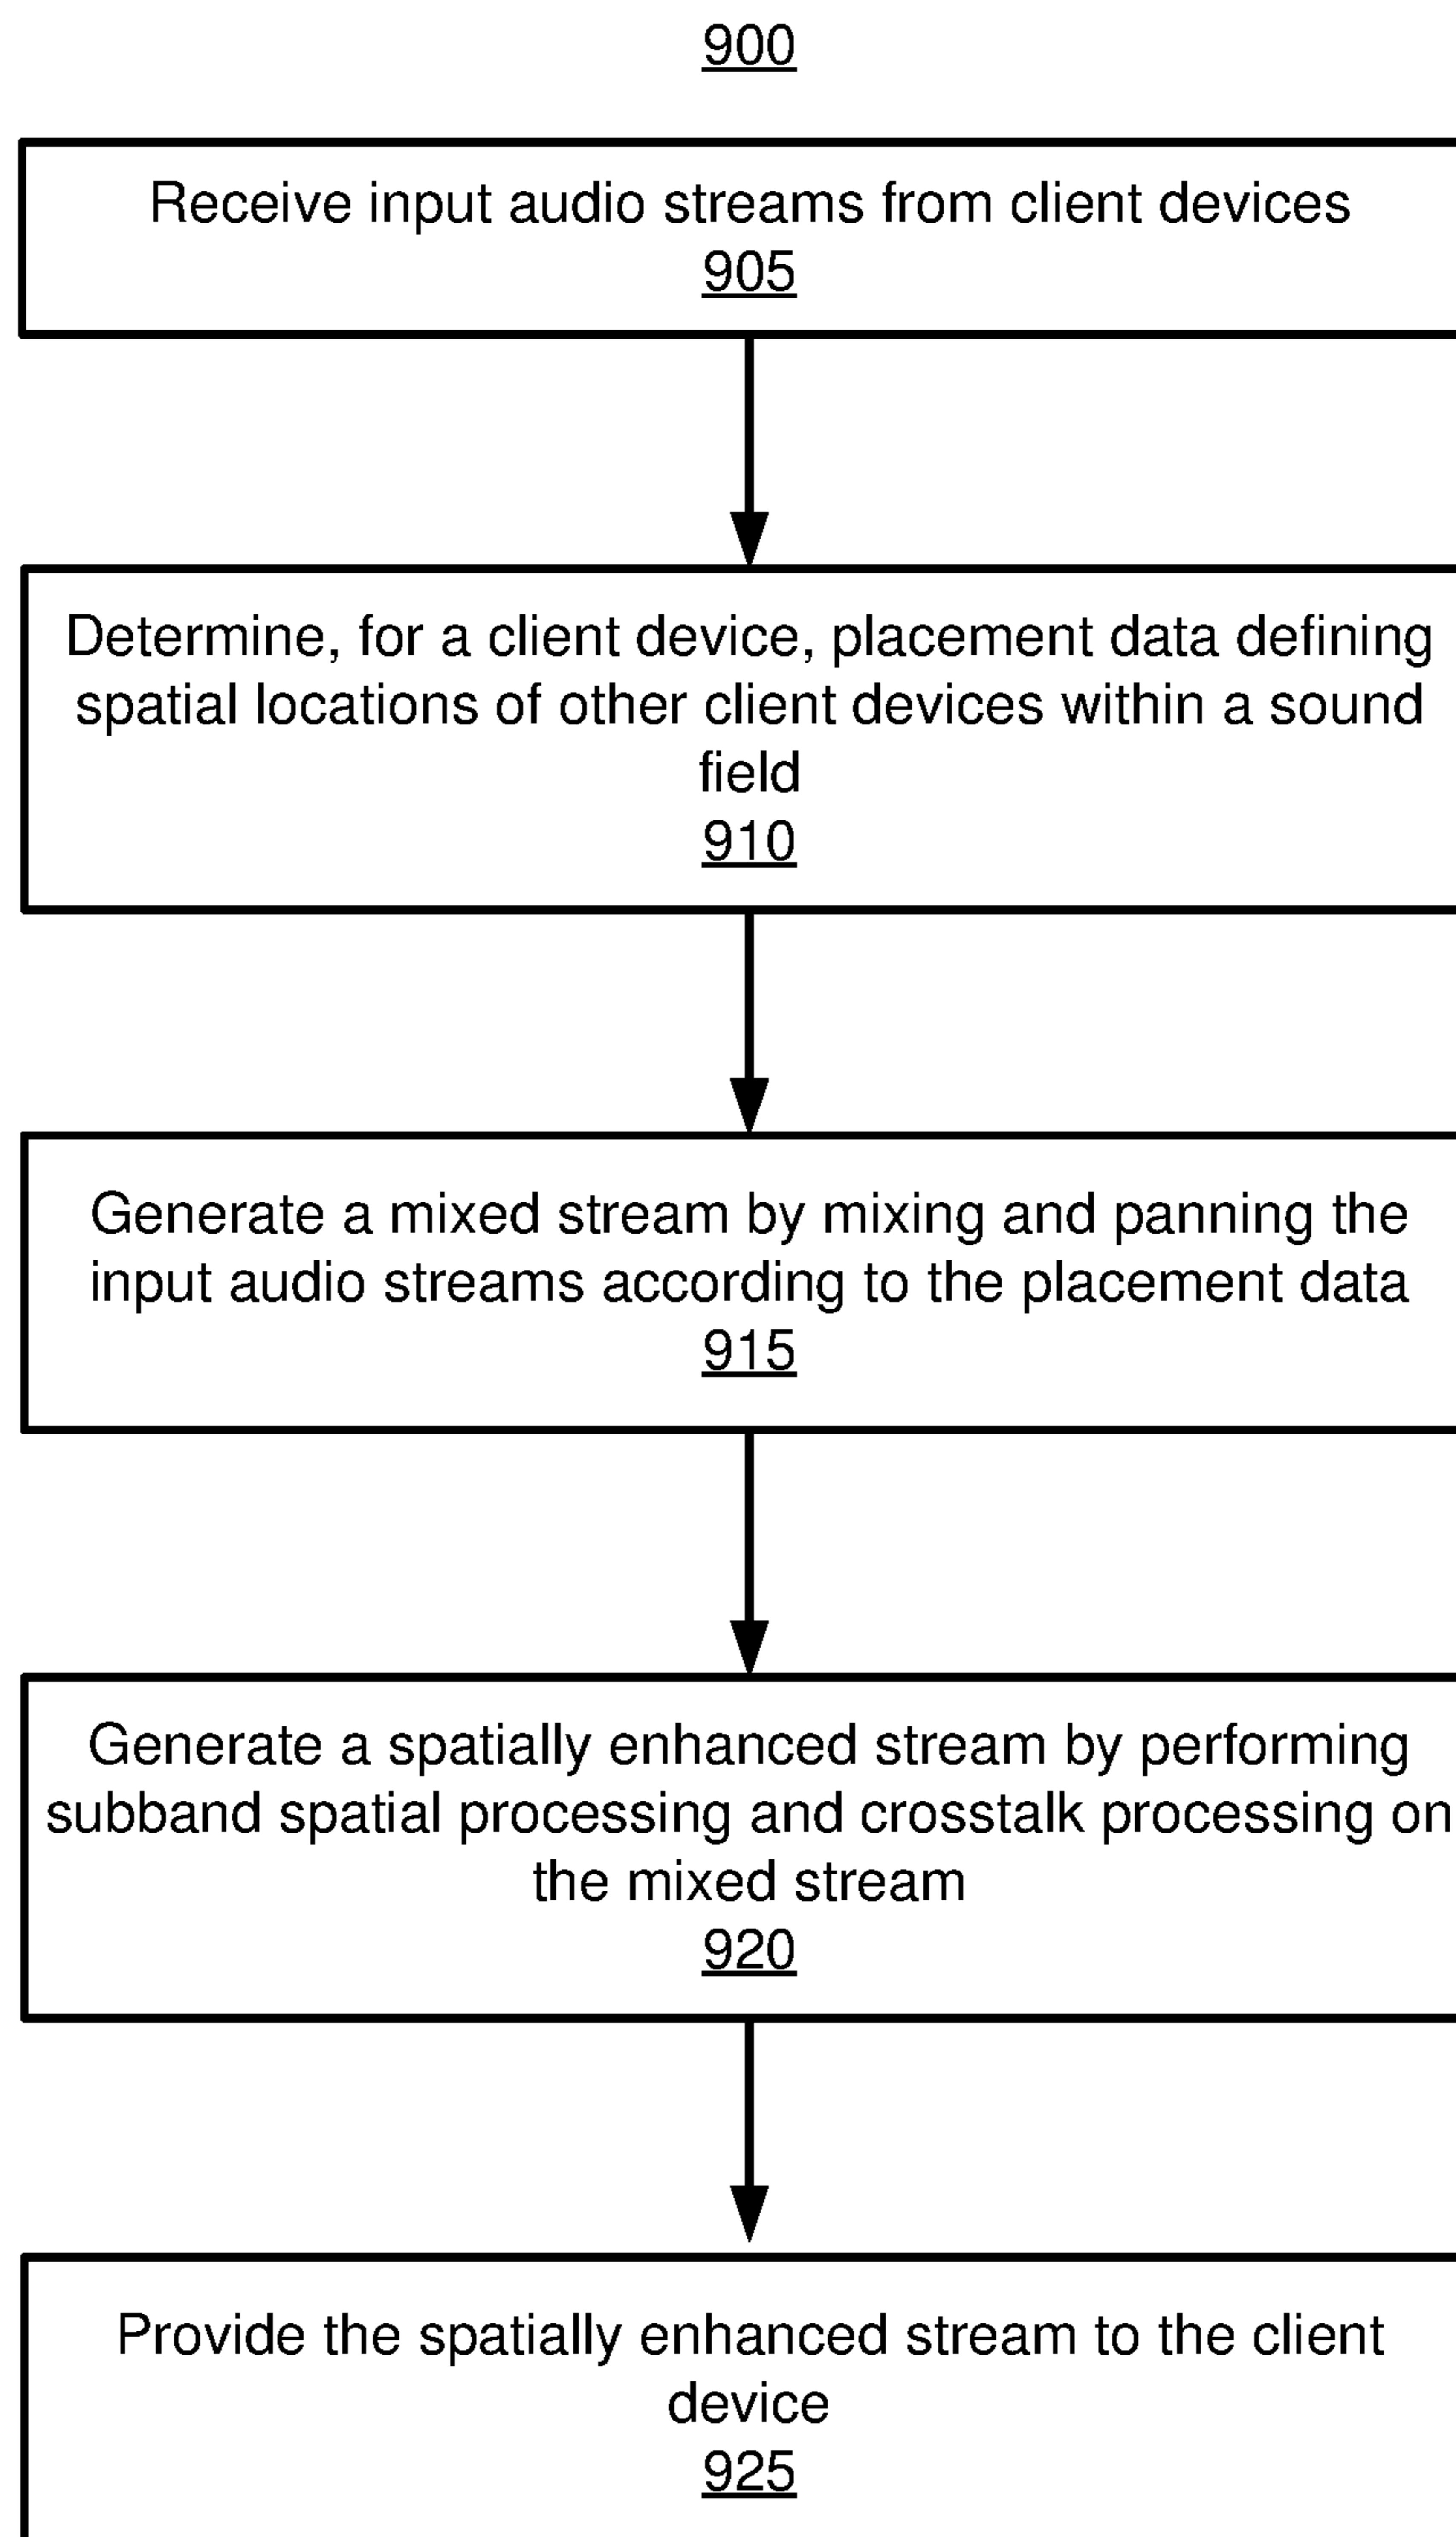 900
Receive input audio streams from client devices
905
Determine, for a client device, placement data defining
spatial locations of other client devices within a sound
field
910
Generate a mixed stream by mixing and panning the
input audio streams according to the placement data
915
Generate a spatially enhanced stream by performing
subband spatial processing and crosstalk processing on
the mixed stream
920
Provide the spatially enhanced stream to the client
device
925